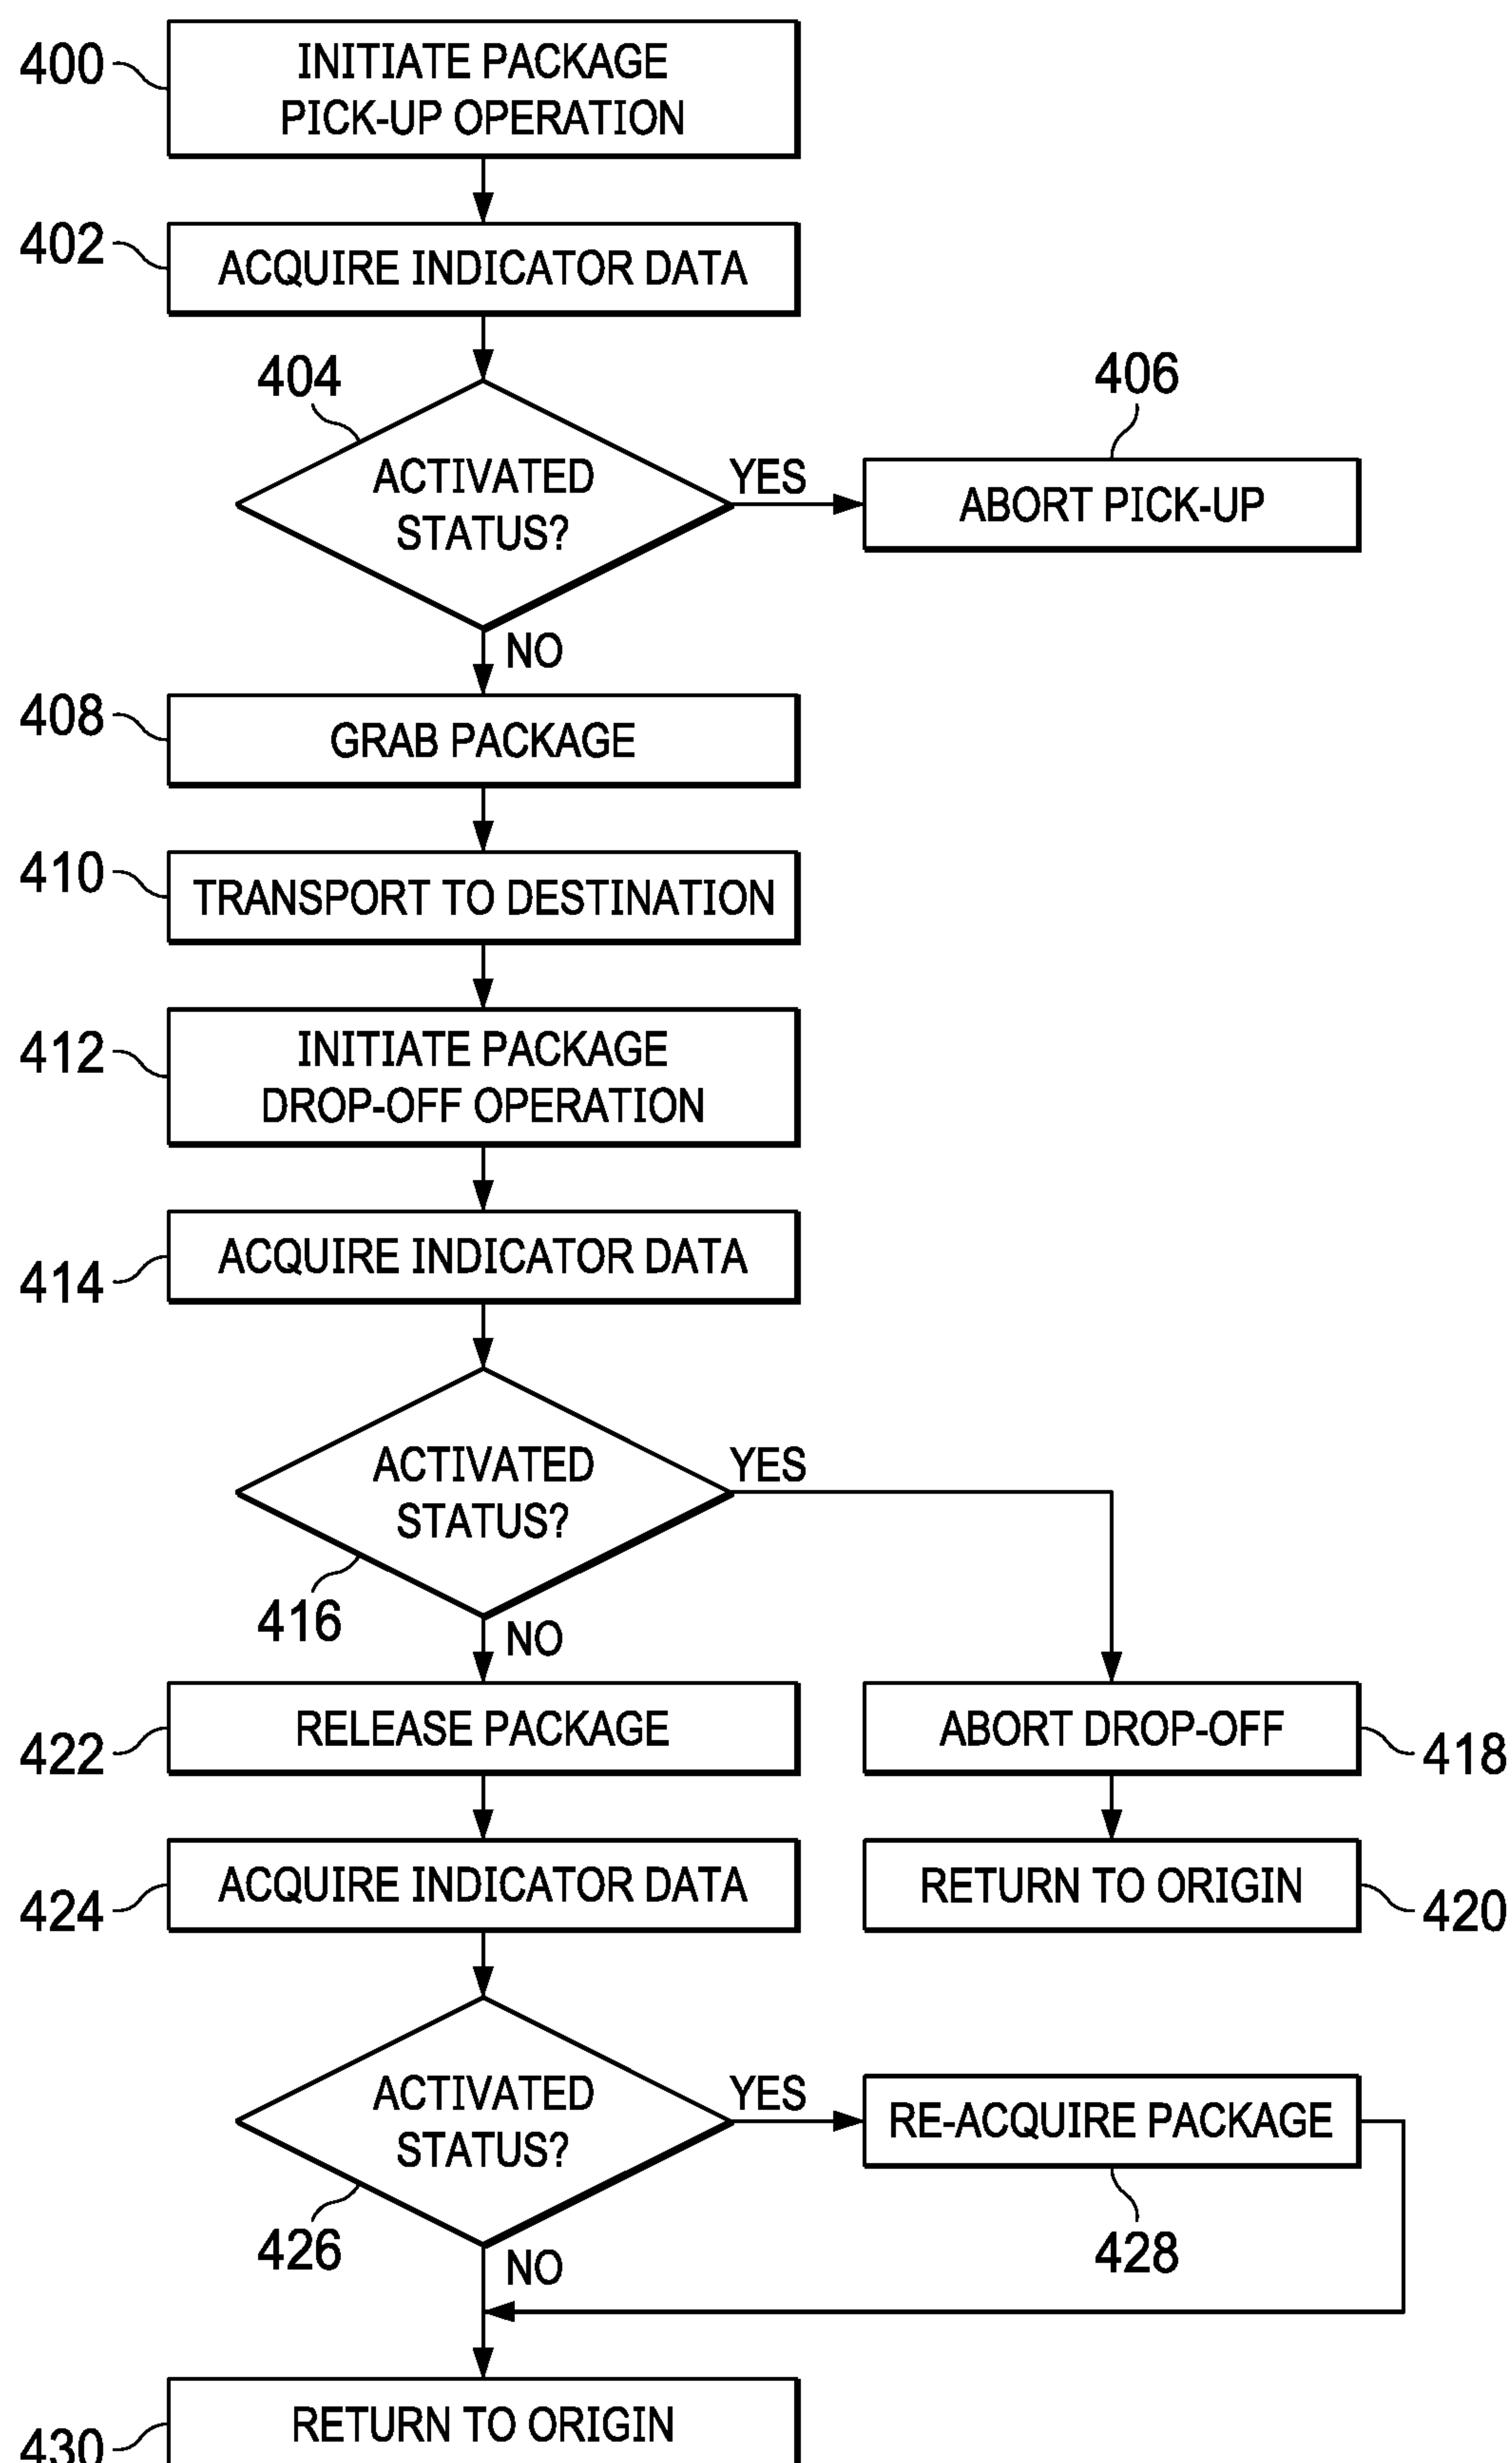 400
INITIATE PACKAGE
PICK-UP OPERATION
402
ACQUIRE INDICATOR DATA
404
ACTIVATED
STATUS?
YES
406
ABORT PICK-UP
NO
408
GRAB PACKAGE
410
TRANSPORT TO DESTINATION
412
INITIATE PACKAGE
DROP-OFF OPERATION
414
ACQUIRE INDICATOR DATA
ACTIVATED
STATUS?
YES
416
NO
422
RELEASE PACKAGE
ABORT DROP-OFF
418
424
ACQUIRE INDICATOR DATA
RETURN TO ORIGIN
420
ACTIVATED
STATUS?
YES
RE-ACQUIRE PACKAGE
426
NO
428
430
RETURN TO ORIGIN